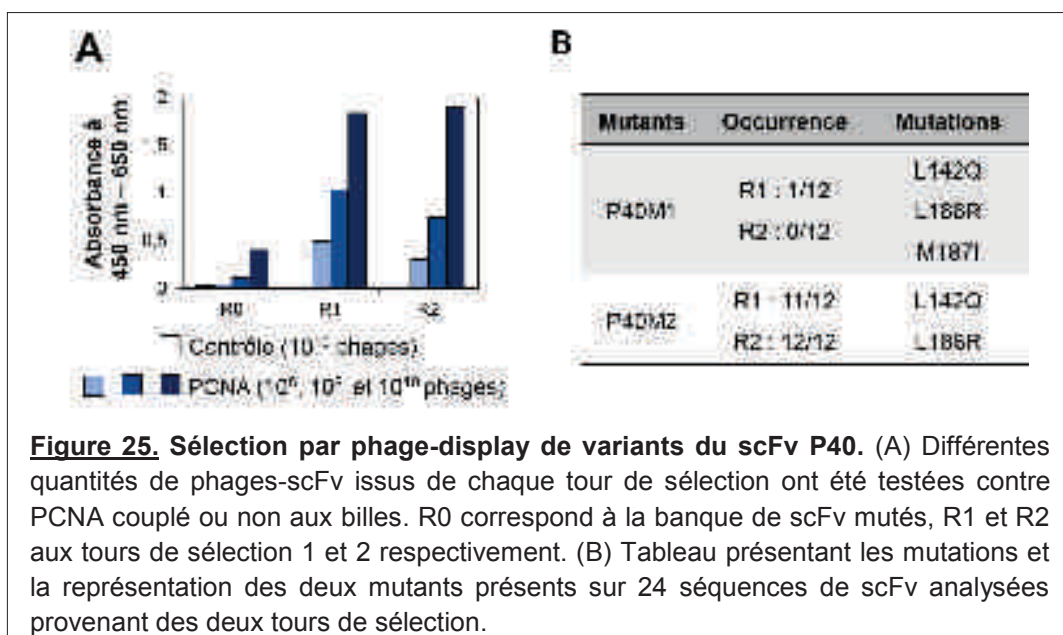 A
B
Absorbance à
450 nm – 650 nm
2
1
0,5
0
R0 R1 R2
Contrôle (10 phages)
PCNA (10 , 10 et 10 phages)
Mutants Occurrence Mutations
P40M1
R1 : 1/12
R2 : 0/12
L142Q
L186R
M187I
P40M2
R1 : 11/12
R2 : 12/12
L142Q
L186R
Figure 25. Sélection par phage-display de variants du scFv P40. (A) Différentes
quantités de phages-scFv issus de chaque tour de sélection ont été testées contre
PCNA couplé ou non aux billes. R0 correspond à la banque de scFv mutés, R1 et R2
aux tours de sélection 1 et 2 respectivement. (B) Tableau présentant les mutations et
la représentation des deux mutants présents sur 24 séquences de scFv analysées
provenant des deux tours de sélection.